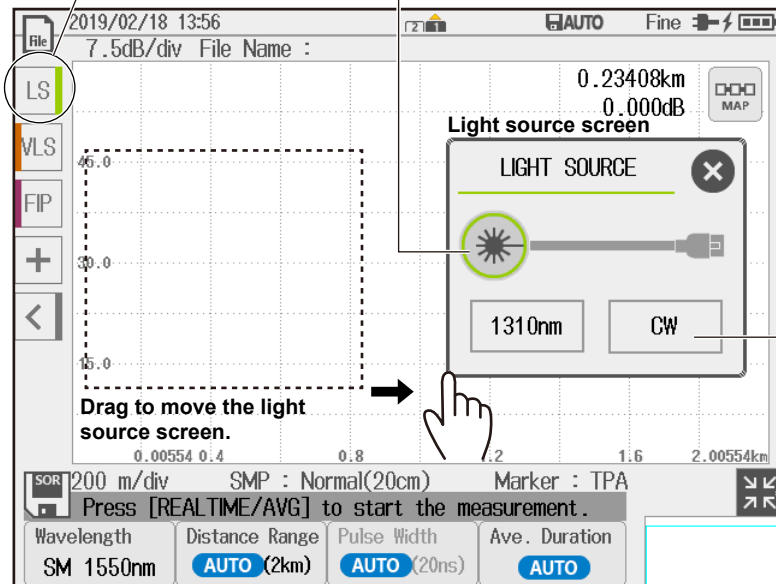 2019/02/18 13:56
2 1
AUTO
Fine
File
7.5dB/div File Name :
LS
0.23408km
0.000dB
MAP
Light source screen
VLS
45.0
LIGHT SOURCE
FIP
30.0
1310nm
CW
15.0
Drag to move the light
source screen.
0.00554 0.4 0.8 1.2 1.6 2.00554km
SOR
200 m/div SMP : Normal(20cm) Marker : TPA
Press [REALTIME/AVG] to start the measurement.
Wavelength
SM 1550nm
Distance Range
AUTO (2km)
Pulse Width
AUTO (20ns)
Ave. Duration
AUTO